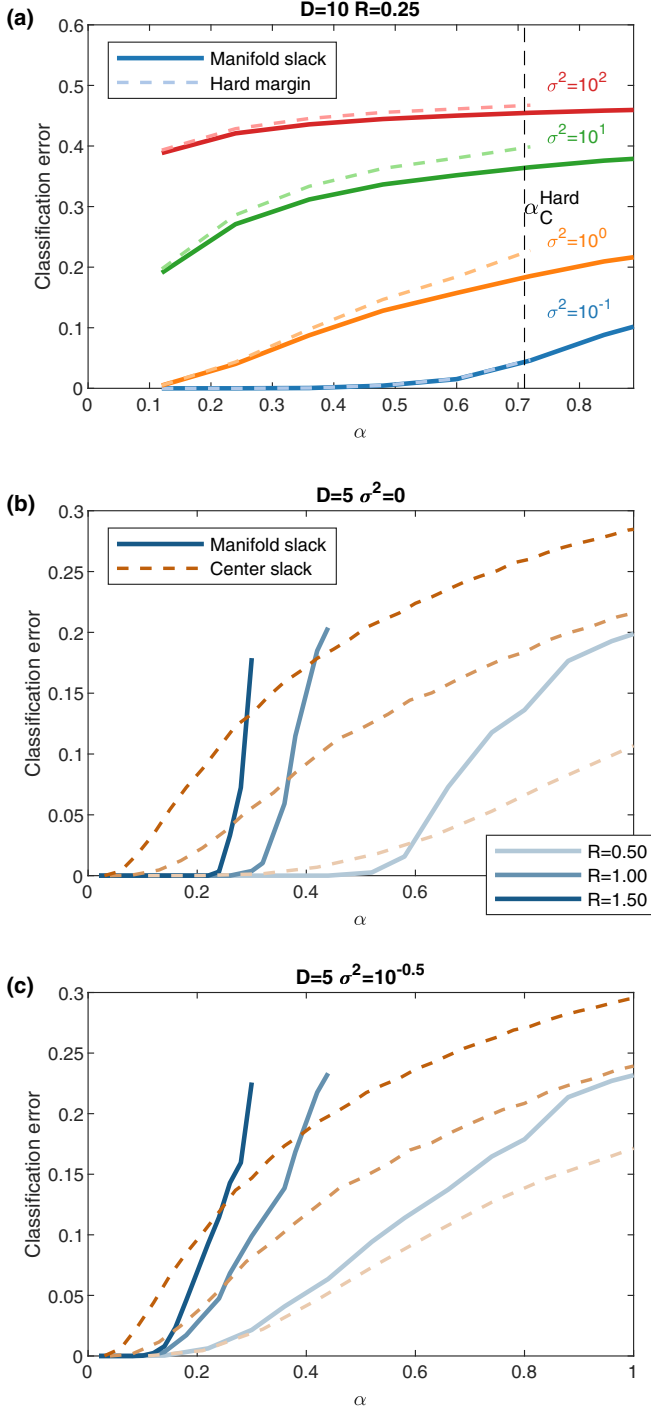 (a)
D=10 R=0.25
0.6
0.5
0.4
0.3
0.2
0.1
0
Classification error
Manifold slack
Hard margin
σ²=10²
σ²=10¹
α_C^Hard
σ²=10⁰
σ²=10⁻¹
0 0.1 0.2 0.3 0.4 0.5 0.6 0.7 0.8
α
(b)
D=5 σ²=0
0.3
0.25
0.2
0.15
0.1
0.05
0
Classification error
Manifold slack
Center slack
R=0.50
R=1.00
R=1.50
0 0.2 0.4 0.6
α
(c)
D=5 σ²=10⁻⁰·⁵
0.3
0.25
0.2
0.15
0.1
0.05
0
Classification error
0 0.2 0.4 0.6 0.8 1
α